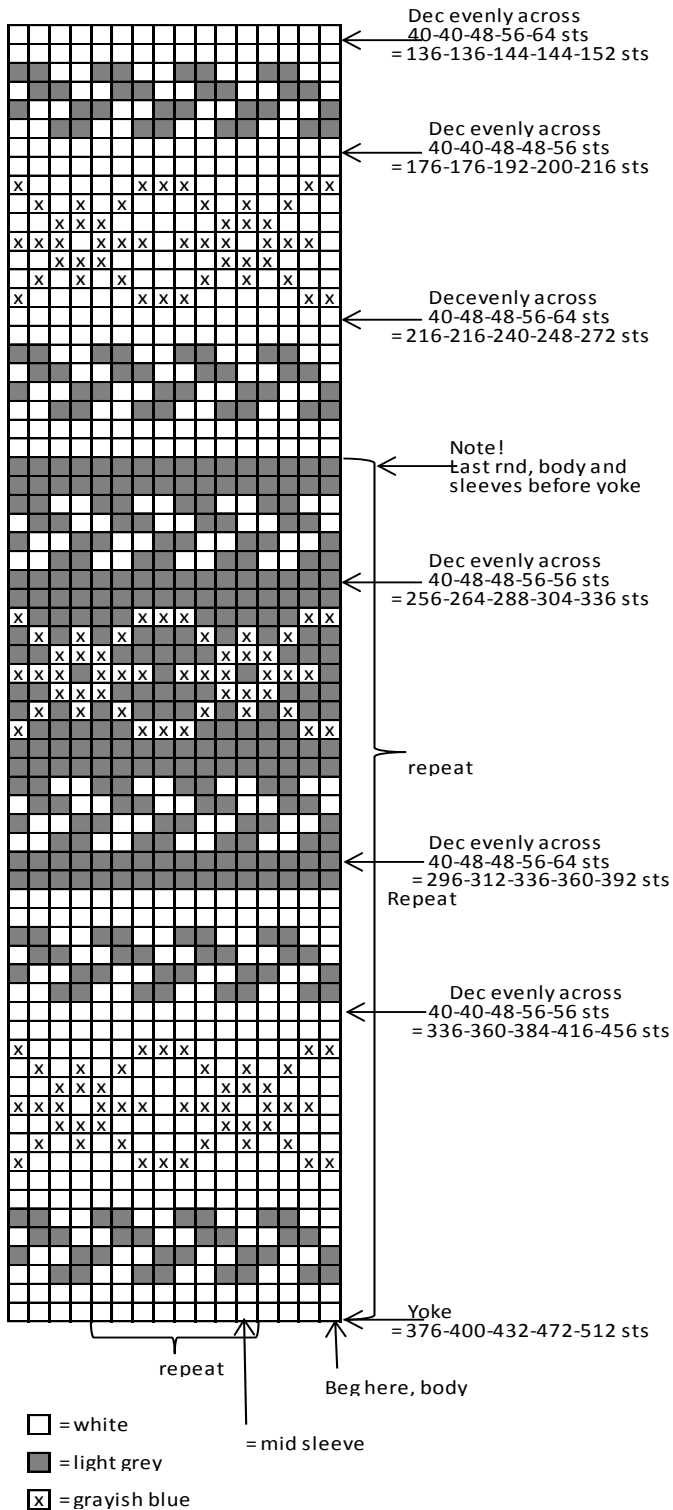 Dec evenly across
40-40-48-56-64 sts
=136-136-144-144-152 sts
Dec evenly across
40-40-48-48-56 sts
=176-176-192-200-216 sts
Decevenly across
40-48-48-56-64 sts
=216-216-240-248-272 sts
Note!
Last rnd, body and
sleeves before yoke
Dec evenly across
40-48-48-56-56 sts
=256-264-288-304-336 sts
repeat
Dec evenly across
40-48-48-56-64 sts
=296-312-336-360-392 sts
Repeat
Dec evenly across
40-40-48-56-56 sts
=336-360-384-416-456 sts
Yoke
=376-400-432-472-512 sts
repeat
Beg here, body
=mid sleeve
=white
=light grey
x =grayish blue